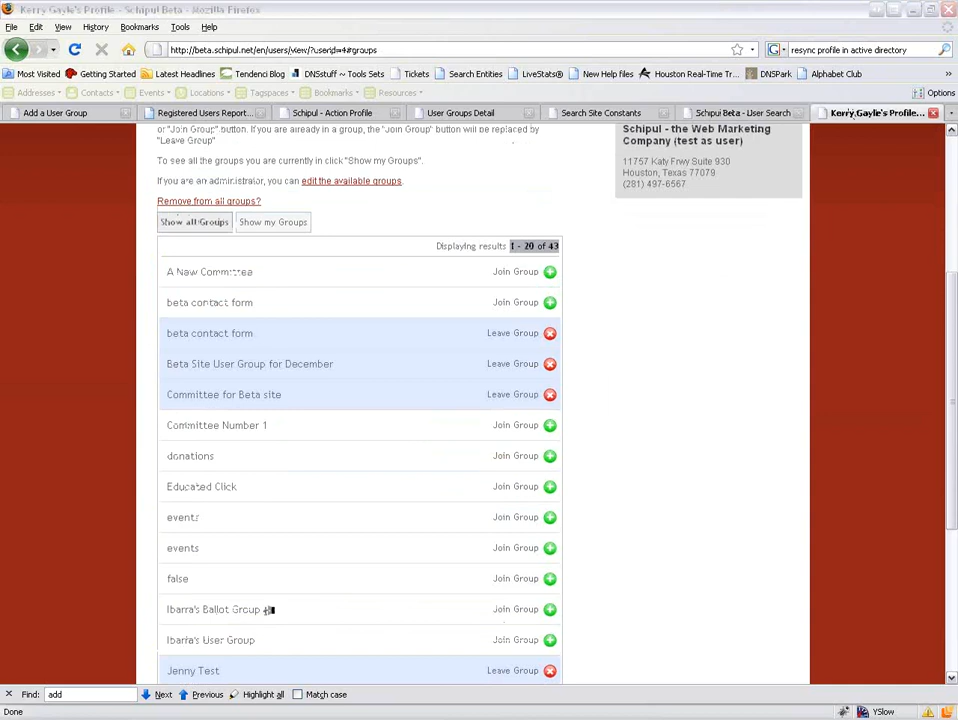 Kerry Gayle's Profile - Schipul Beta - Mozilla Firefox
File Edit View History Bookmarks Tools Help
http://beta.schipul.net/en/users/view/?userid=4#groups
resync profile in active directory
Most Visited Getting Started Latest Headlines Tendenci Blog DNSstuff ~ Tools Sets Tickets Search Entities LiveStats® New Help files Houston Real-Time Tr... DNSPark Alphabet Club »
Addresses Contacts Events Locations Tagspaces Bookmarks Resources Options
Add a User Group Registered Users Report... Schipul - Action Profile User Groups Detail Search Site Constants Schipul Beta - User Search Kerry Gayle's Profile...
or "Join Group" button. If you are already in a group, the "Join Group" button will be replaced by
"Leave Group"
To see all the groups you are currently in click "Show my Groups".
If you are an administrator, you can edit the available groups.
Remove from all groups?
Show all Groups Show my Groups
Schipul - the Web Marketing
Company (test as user)
11757 Katy Frwy Suite 930
Houston, Texas 77079
(281) 497-6567
Displaying results 1 - 20 of 43
A New Committee Join Group
beta contact form Join Group
beta contact form Leave Group
Beta Site User Group for December Leave Group
Committee for Beta site Leave Group
Committee Number 1 Join Group
donations Join Group
Educated Click Join Group
events Join Group
events Join Group
false Join Group
Ibarra's Ballot Group Join Group
Ibarra's User Group Join Group
Jenny Test Leave Group
Find: add Next Previous Highlight all Match case
Done YSlow